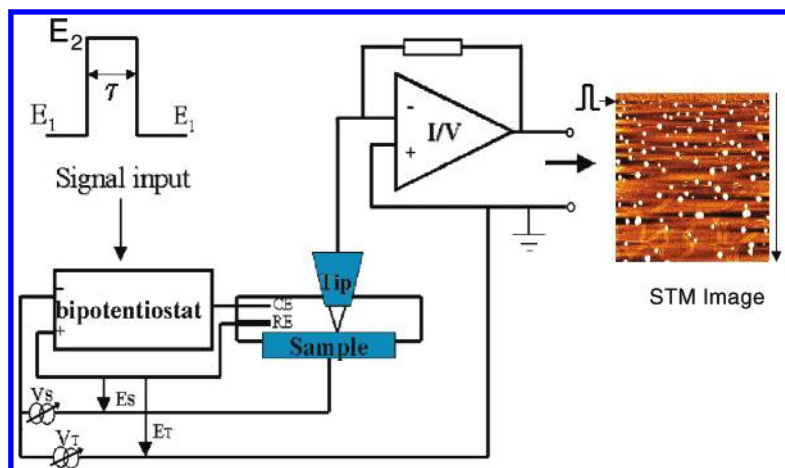 E₂
τ
E₁ E₁
Signal input
bipotentiostat
-
+
CE
RE
Tip
Sample
I/V
-
+
Vs
Es
VT
ET
STM Image